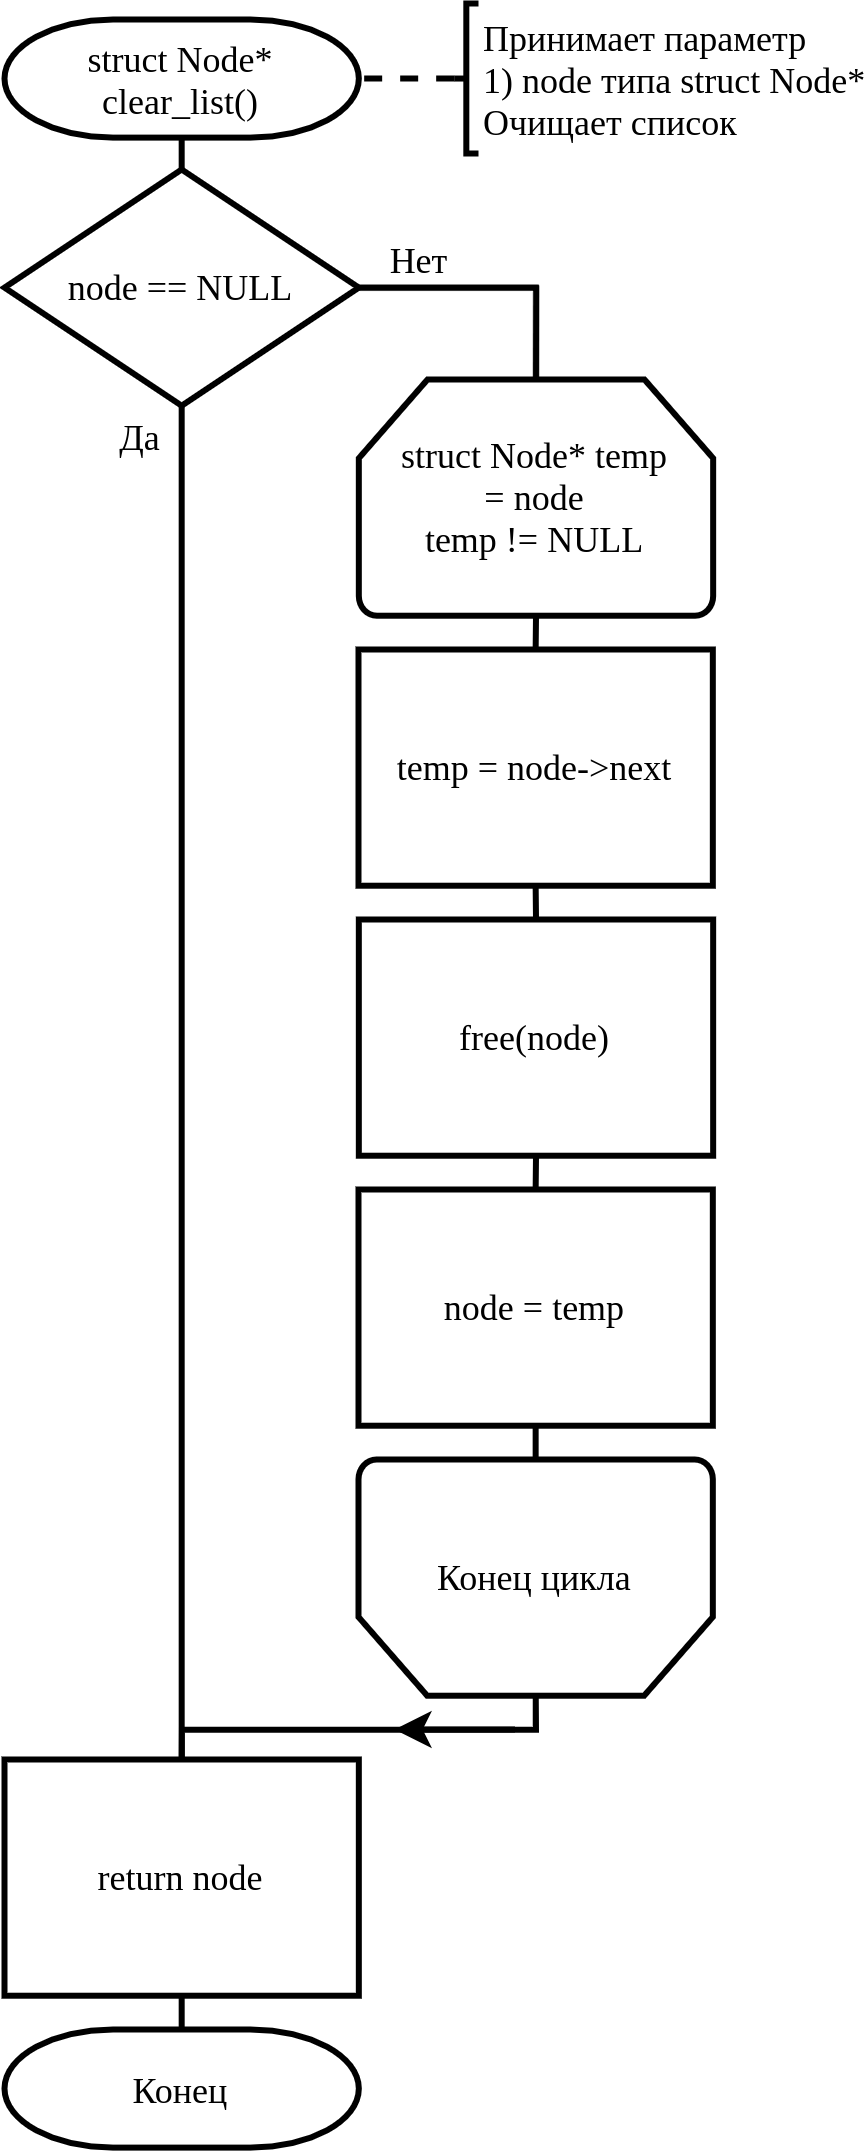 struct Node*
clear_list()
Принимает параметр
1) node типа struct Node*
Очищает список
node == NULL
Нет
Да
struct Node* temp
= node
temp != NULL
temp = node->next
free(node)
node = temp
Конец цикла
return node
Конец